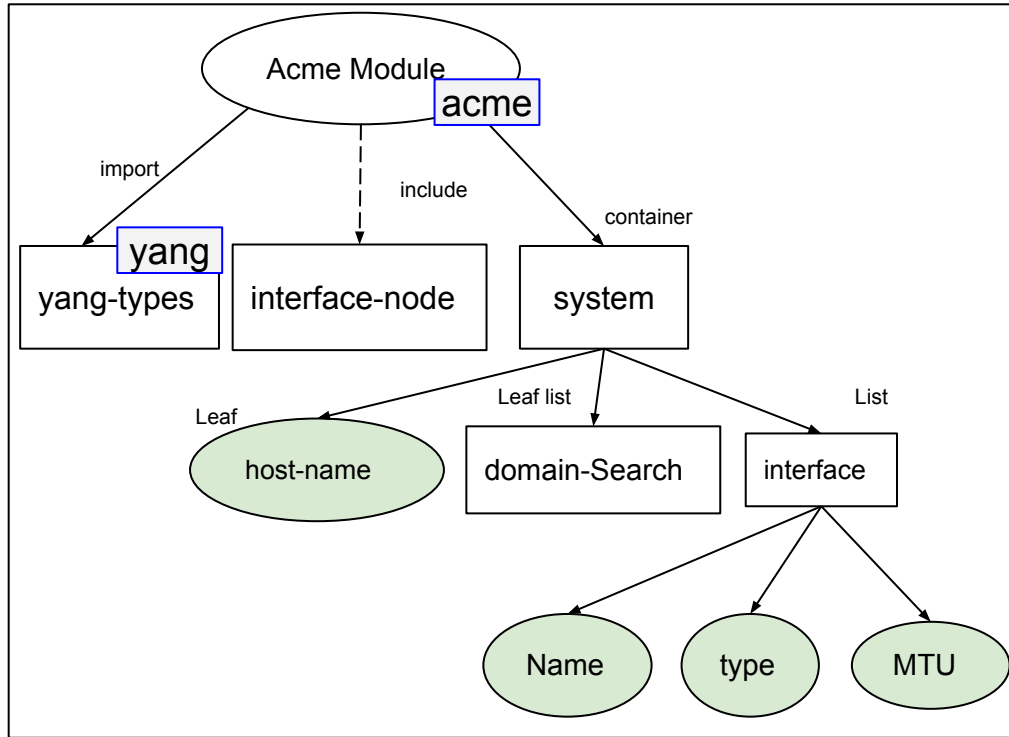 Acme Module
acme
import
include
container
yang
yang-types
interface-node
system
Leaf
Leaf list
List
host-name
domain-Search
interface
Name
type
MTU